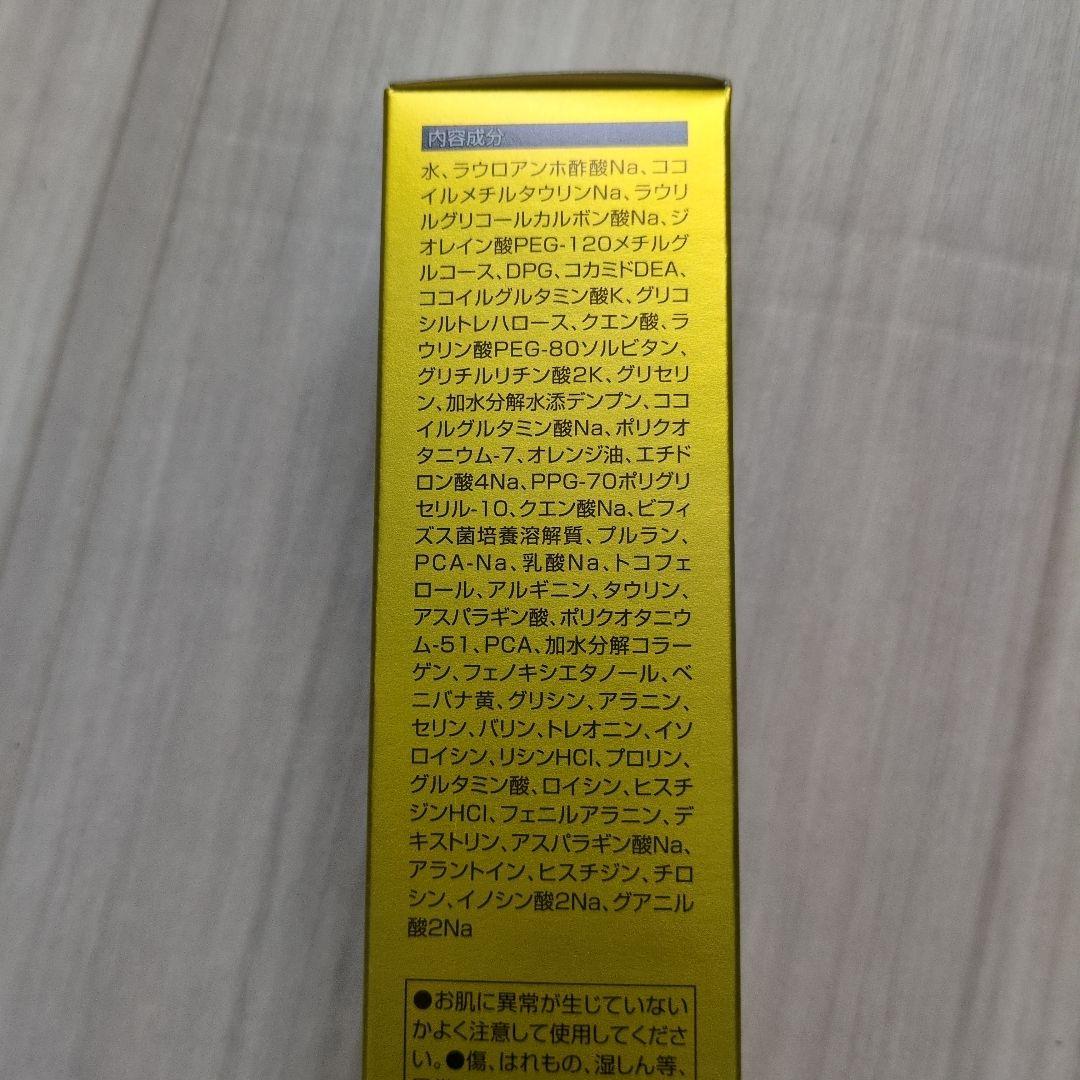 内容成分
水、ラウロアンホ酢酸Na、ココ
イルメチルタウリンNa、ラウリ
ルグリコールカルボン酸Na、ジ
オレイン酸PEG-120メチルグ
ルコース、DPG、コカミドDEA、
ココイルグルタミン酸K、グリコ
シルトレハロース、クエン酸、ラ
ウリン酸PEG-80ソルビタン、
グリチルリチン酸2K、グリセリ
ン、加水分解水添デンプン、ココ
イルグルタミン酸Na、ポリクオ
タニウム-7、オレンジ油、エチド
ロン酸4Na、PPG-70ポリグリ
セリル-10、クエン酸Na、ビフィ
ズス菌培養溶解質、プルラン、
PCA-Na、乳酸Na、トコフェ
ロール、アルギニン、タウリン、
アスパラギン酸、ポリクオタニウ
ム-51、PCA、加水分解コラー
ゲン、フェノキシエタノール、ベ
ニバナ黄、グリシン、アラニン、
セリン、バリン、トレオニン、イソ
ロイシン、リシンHCl、プロリン、
グルタミン酸、ロイシン、ヒスチ
ジンHCl、フェニルアラニン、デ
キストリン、アスパラギン酸Na、
アラントイン、ヒスチジン、チロ
シン、イノシン酸2Na、グアニル
酸2Na
●お肌に異常が生じていない
かよく注意して使用してくださ
い。●傷、はれもの、湿しん等、